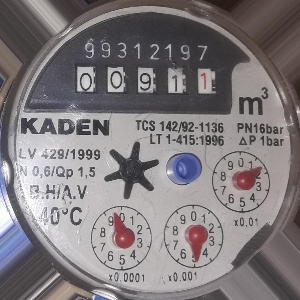 99312197
00911
m³
KADEN
TCS 142/92-1136 PN16bar
LT 1-415:1996 ΔP 1bar
LV 429/1999
N 0,6/Qp 1,5
B.H/A.V
40°C
x0.01
x0.0001
x0.001